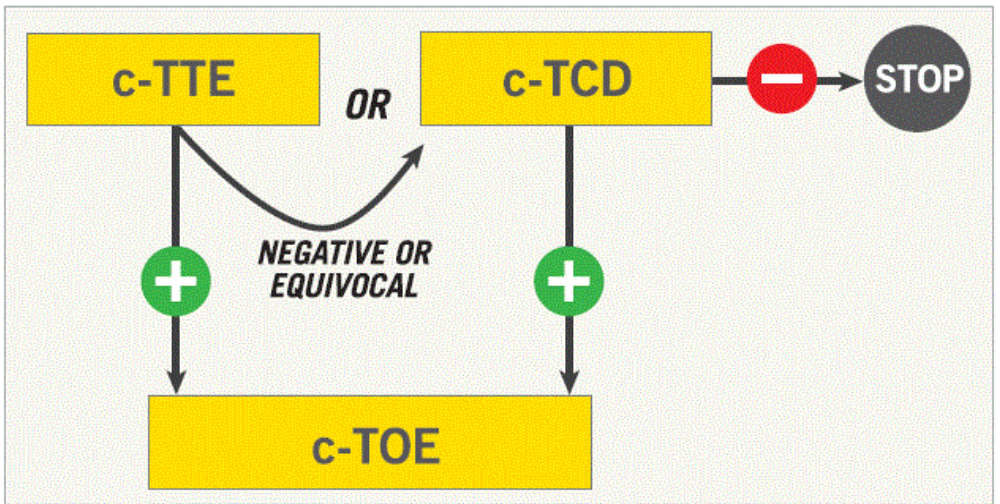 c-TTE
OR
c-TCD
STOP
NEGATIVE OR
EQUIVOCAL
c-TOE